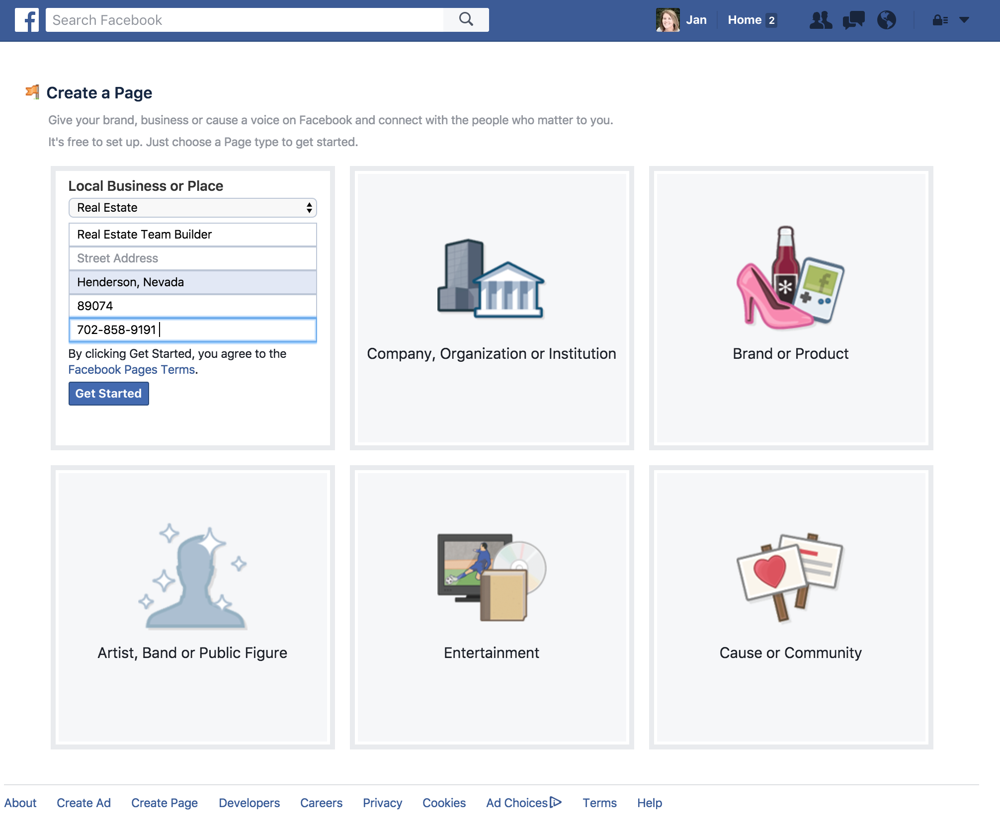 Search Facebook
Jan
Home 2
Create a Page
Give your brand, business or cause a voice on Facebook and connect with the people who matter to you.
It's free to set up. Just choose a Page type to get started.
Local Business or Place
Real Estate
Real Estate Team Builder
Street Address
Henderson, Nevada
89074
702-858-9191
By clicking Get Started, you agree to the
Facebook Pages Terms.
Get Started
Company, Organization or Institution
Brand or Product
Artist, Band or Public Figure
Entertainment
Cause or Community
About Create Ad Create Page Developers Careers Privacy Cookies Ad Choices Terms Help